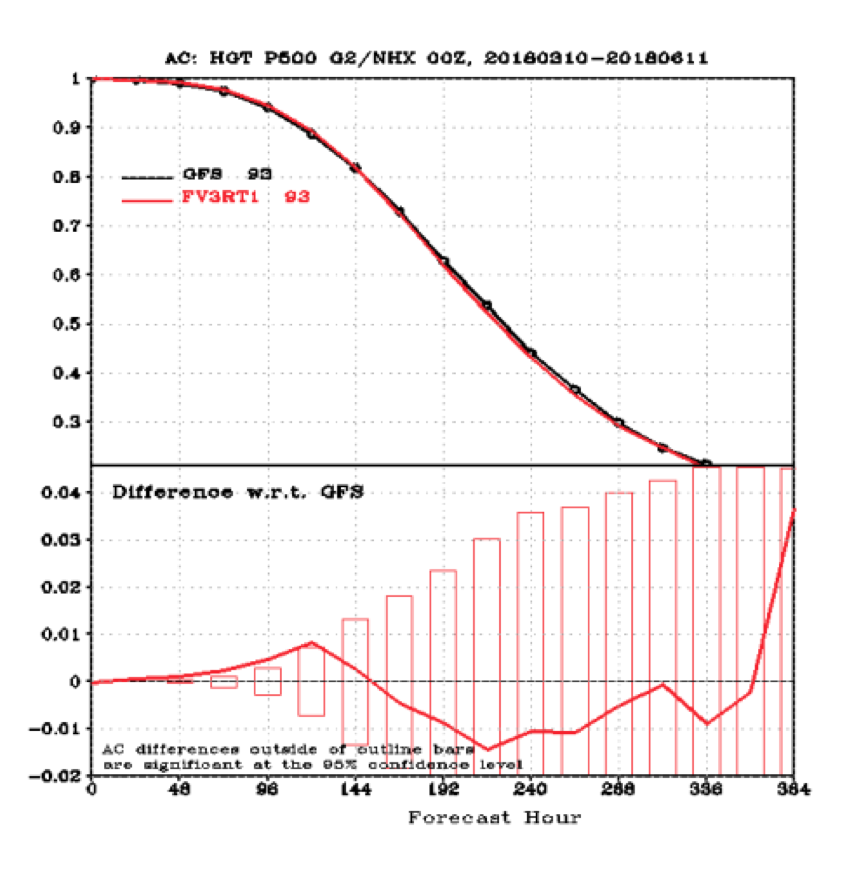 AC: HGT P500 G2/NHX 00Z, 20180310-20180611
1
0.9
0.8
0.7
0.6
0.5
0.4
0.3
GFS 93
FV3RT1 93
Difference w.r.t. GFS
0.04
0.03
0.02
0.01
0
-0.01
-0.02
AC differences outside of outline bars
are significant at the 95% confidence level
0 48 96 144 192 240 288 336 384
Forecast Hour